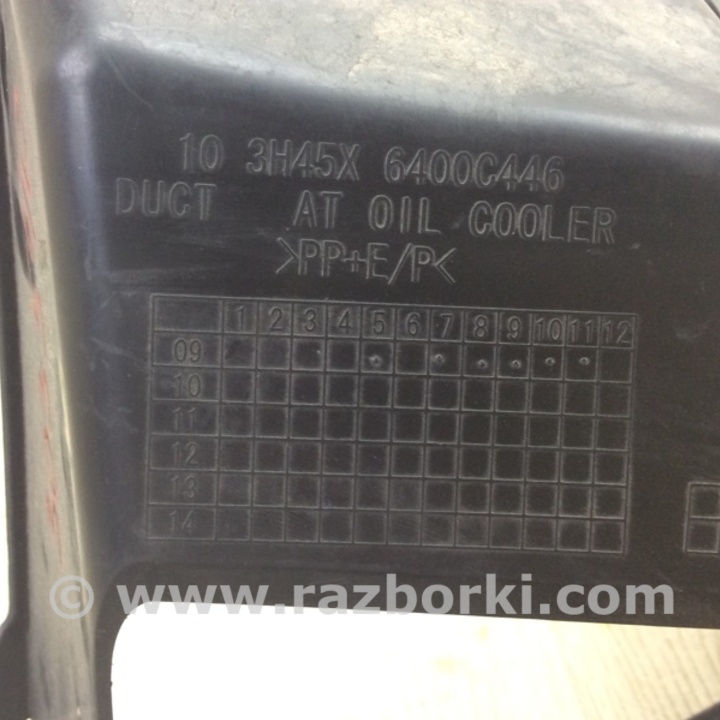 10 3H45X 6400C446
DUCT AT OIL COOLER
>PP+E/P<
1 2 3 4 5 6 7 8 9 10 11 12
09
10
11
12
13
14
© www.razborki.com